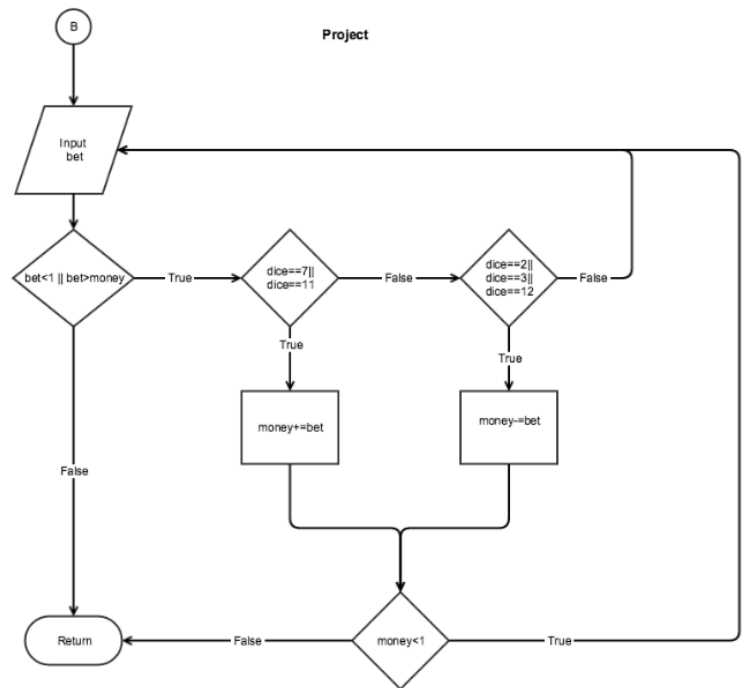 B
Project
Input
bet
bet<1 || bet>money
True
dice==7||
dice==11
False
dice==2||
dice==3||
dice==12
False
True
True
money+=bet
money-=bet
False
Return
False
money<1
True